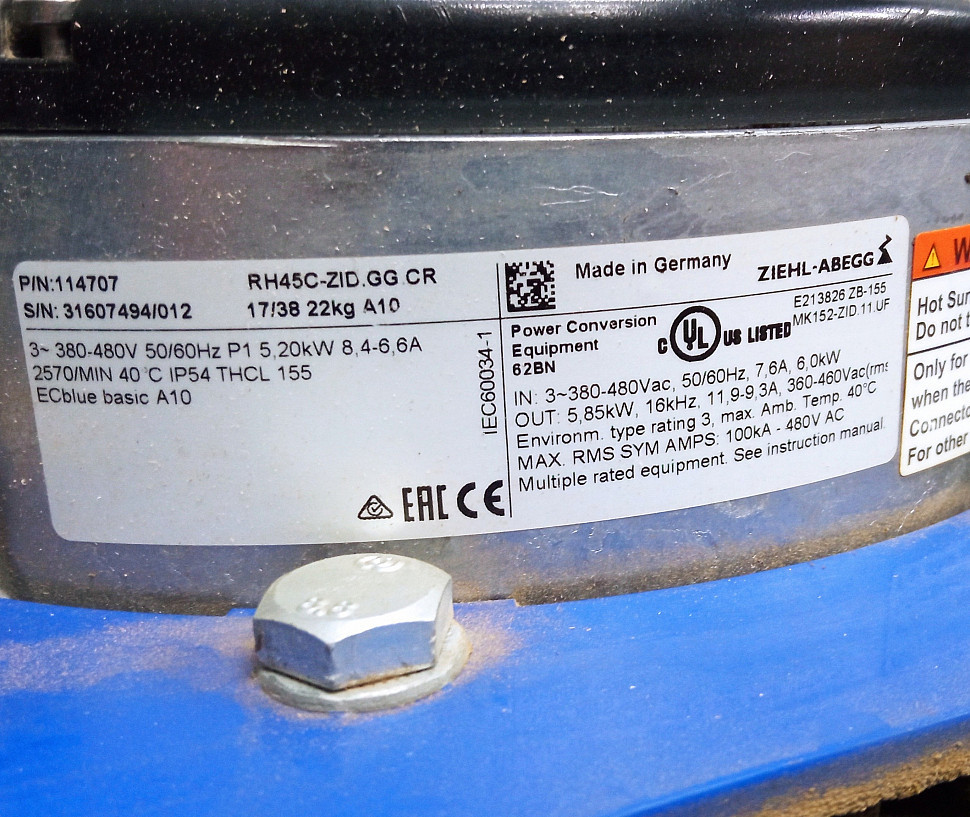 P/N:114707 RH45C-ZID.GG.CR
S/N: 31607494/012 17/38 22kg A10
3~ 380-480V 50/60Hz P1 5,20kW 8,4-6,6A
2570/MIN 40°C IP54 THCL 155
ECblue basic A10
IEC60034-1
EAC CE
Made in Germany ZIEHL-ABEGG
Power Conversion
Equipment
62BN
c UL US LISTED
E213826 ZB-155
MK152-ZID.11.UF
IN: 3~380-480Vac, 50/60Hz, 7,6A, 6,0kW
OUT: 5,85kW, 16kHz, 11,9-9,3A, 360-460Vac(rms
Environm. type rating 3, max. Amb. Temp. 40°C
MAX. RMS SYM AMPS: 100kA - 480V AC
Multiple rated equipment. See instruction manual.
W
Hot Sur
Do not t
Only for
when the
Connecto
For other
8.8